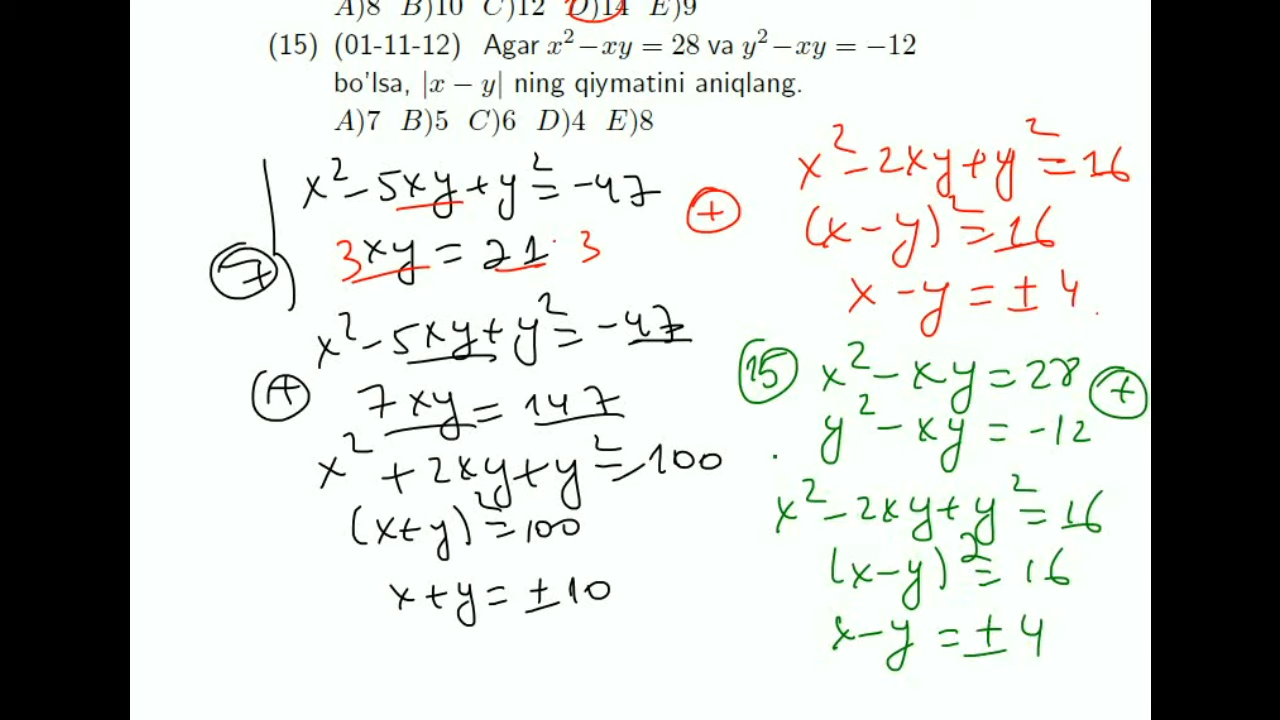 A)8 B)10 C)12 D)14 E)9
(15) (01-11-12) Agar x² − xy = 28 va y² − xy = −12
bo'lsa, |x − y| ning qiymatini aniqlang.
A)7 B)5 C)6 D)4 E)8
7)
x² − 5xy + y² = −47
3xy = 21·3
x² − 5xy + y² = −47
(+) 7xy = 147
x² + 2xy + y² = 100
(x + y)² = 100
x + y = ±10
+
x² − 2xy + y² = 16
(x − y)² = 16
x − y = ±4.
15 x² − xy = 28 +
y² − xy = −12
x² − 2xy + y² = 16
(x − y)² = 16
x − y = ±4